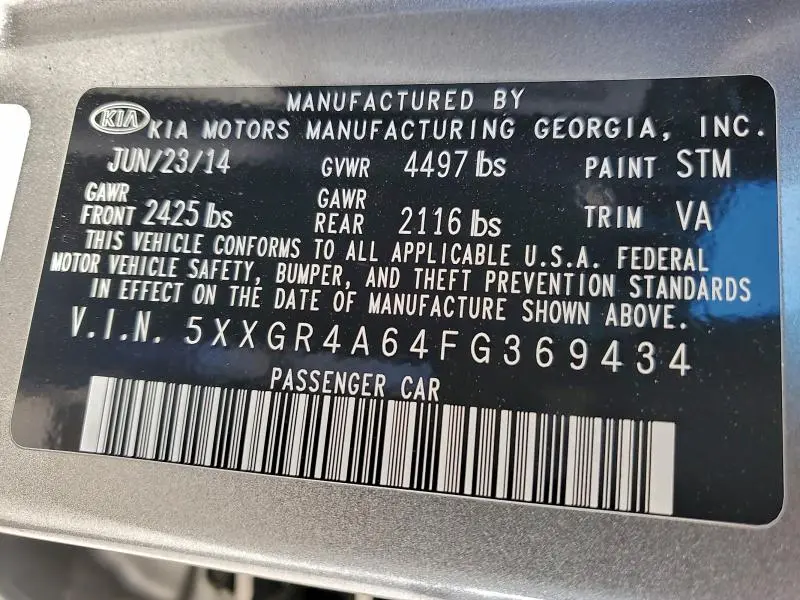 MANUFACTURED BY
KIA KIA MOTORS MANUFACTURING GEORGIA, INC.
JUN/23/14 GVWR 4497 lbs PAINT STM
GAWR FRONT 2425 lbs GAWR REAR 2116 lbs TRIM VA
THIS VEHICLE CONFORMS TO ALL APPLICABLE U.S.A. FEDERAL
MOTOR VEHICLE SAFETY, BUMPER, AND THEFT PREVENTION STANDARDS
IN EFFECT ON THE DATE OF MANUFACTURE SHOWN ABOVE.
V.I.N. 5XXGR4A64FG369434
PASSENGER CAR